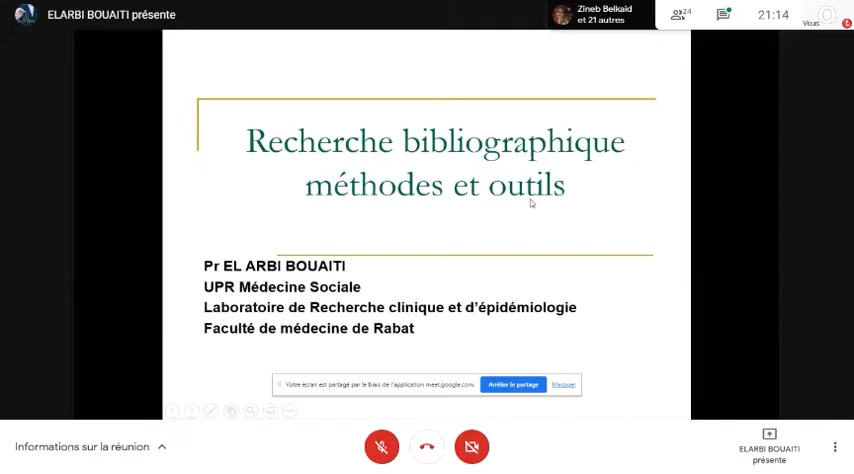 ELARBI BOUAITI présente
Zineb Belkaid
et 21 autres
24
21:14
Vous
Recherche bibliographique
méthodes et outils
Pr EL ARBI BOUAITI
UPR Médecine Sociale
Laboratoire de Recherche clinique et d'épidémiologie
Faculté de médecine de Rabat
Votre écran est partagé par le biais de l'application meet.google.com.
Arrêter le partage
Masquer
Informations sur la réunion
ELARBI BOUAITI
présente